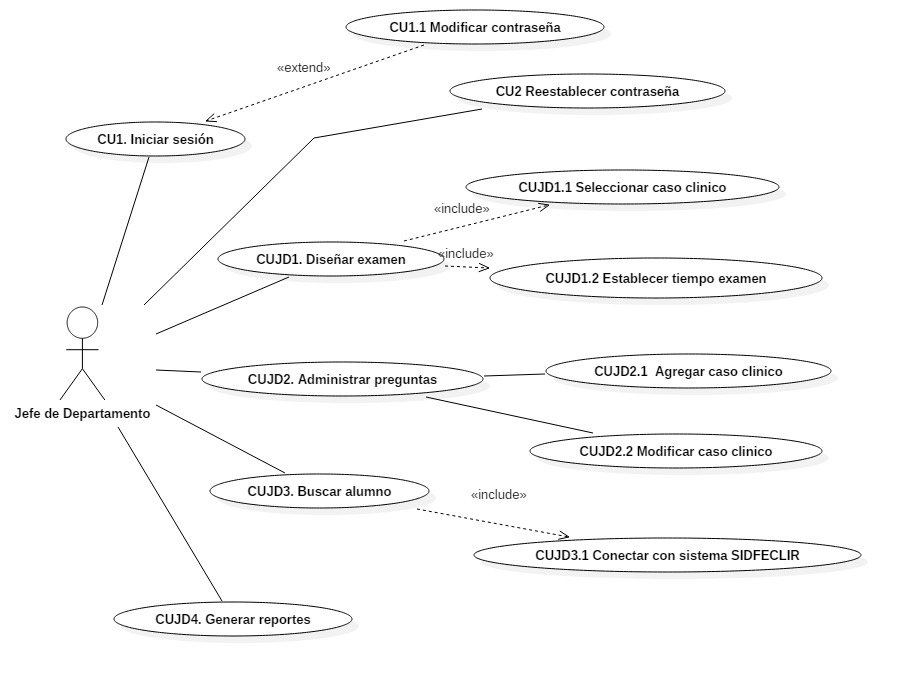 CU1.1 Modificar contraseña
«extend»
CU2 Reestablecer contraseña
CU1. Iniciar sesión
CUJD1.1 Seleccionar caso clinico
«include»
«include»
CUJD1. Diseñar examen
CUJD1.2 Establecer tiempo examen
CUJD2.1 Agregar caso clinico
CUJD2. Administrar preguntas
Jefe de Departamento
CUJD2.2 Modificar caso clinico
CUJD3. Buscar alumno
«include»
CUJD3.1 Conectar con sistema SIDFECLIR
CUJD4. Generar reportes